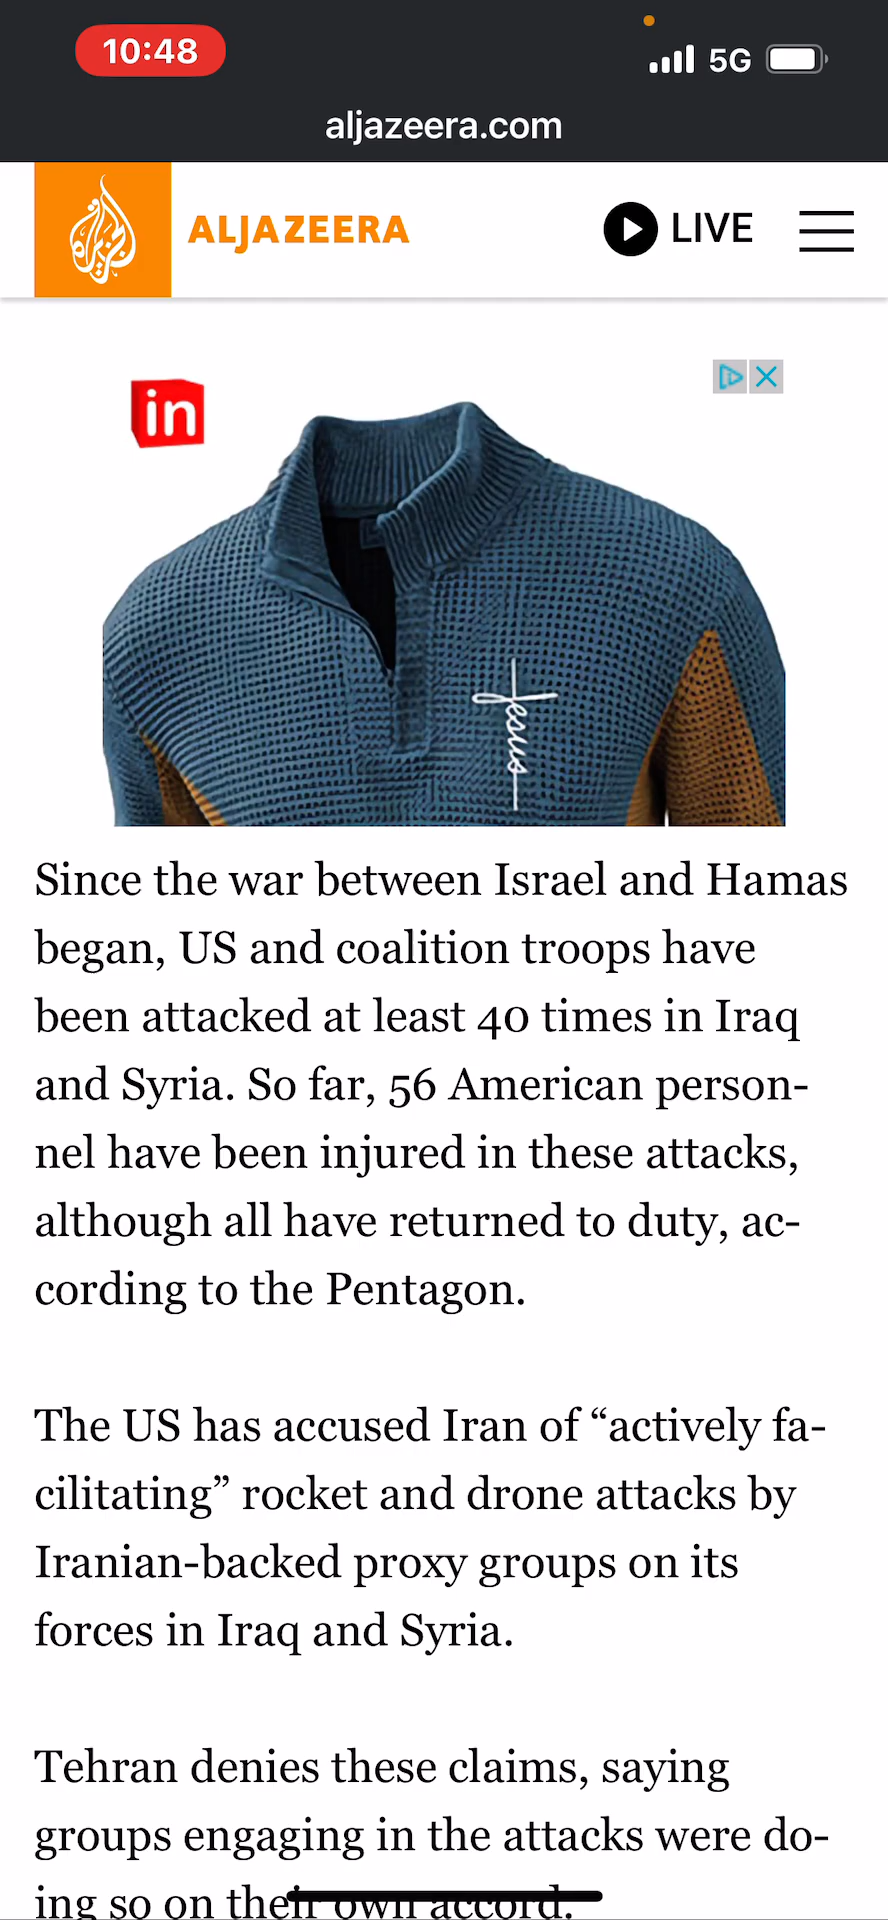 10:48
5G
aljazeera.com
ALJAZEERA
LIVE
in
Jesus
Since the war between Israel and Hamas
began, US and coalition troops have
been attacked at least 40 times in Iraq
and Syria. So far, 56 American person-
nel have been injured in these attacks,
although all have returned to duty, ac-
cording to the Pentagon.
The US has accused Iran of “actively fa-
cilitating” rocket and drone attacks by
Iranian-backed proxy groups on its
forces in Iraq and Syria.
Tehran denies these claims, saying
groups engaging in the attacks were do-
ing so on their own accord.